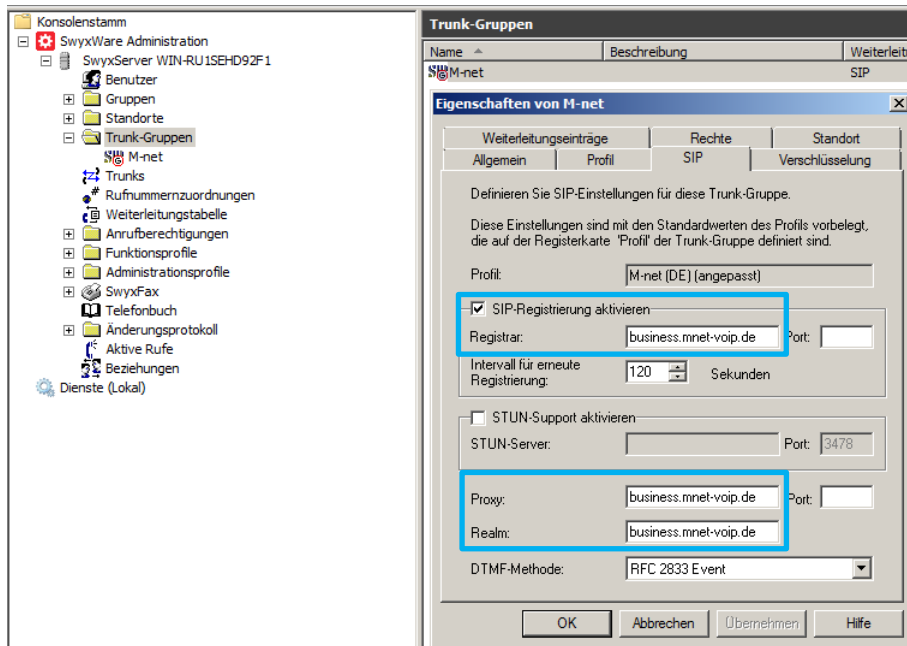 Konsolenstamm
SwyxWare Administration
SwyxServer WIN-RU1SEHD92F1
Benutzer
Gruppen
Standorte
Trunk-Gruppen
M-net
Trunks
Rufnummernzuordnungen
Weiterleitungstabelle
Anrufberechtigungen
Funktionsprofile
Administrationsprofile
SwyxFax
Telefonbuch
Änderungsprotokoll
Aktive Rufe
Beziehungen
Dienste (Lokal)
Trunk-Gruppen
Name Beschreibung Weiterleit
M-net SIP
Eigenschaften von M-net
Weiterleitungseinträge Rechte Standort
Allgemein Profil SIP Verschlüsselung
Definieren Sie SIP-Einstellungen für diese Trunk-Gruppe.
Diese Einstellungen sind mit den Standardwerten des Profils vorbelegt,
die auf der Registerkarte 'Profil' der Trunk-Gruppe definiert sind.
Profil: M-net (DE) (angepasst)
SIP-Registrierung aktivieren
Registrar: business.mnet-voip.de Port:
Intervall für erneute
Registrierung: 120 Sekunden
STUN-Support aktivieren
STUN-Server: Port: 3478
Proxy: business.mnet-voip.de Port:
Realm: business.mnet-voip.de
DTMF-Methode: RFC 2833 Event
OK Abbrechen Übernehmen Hilfe